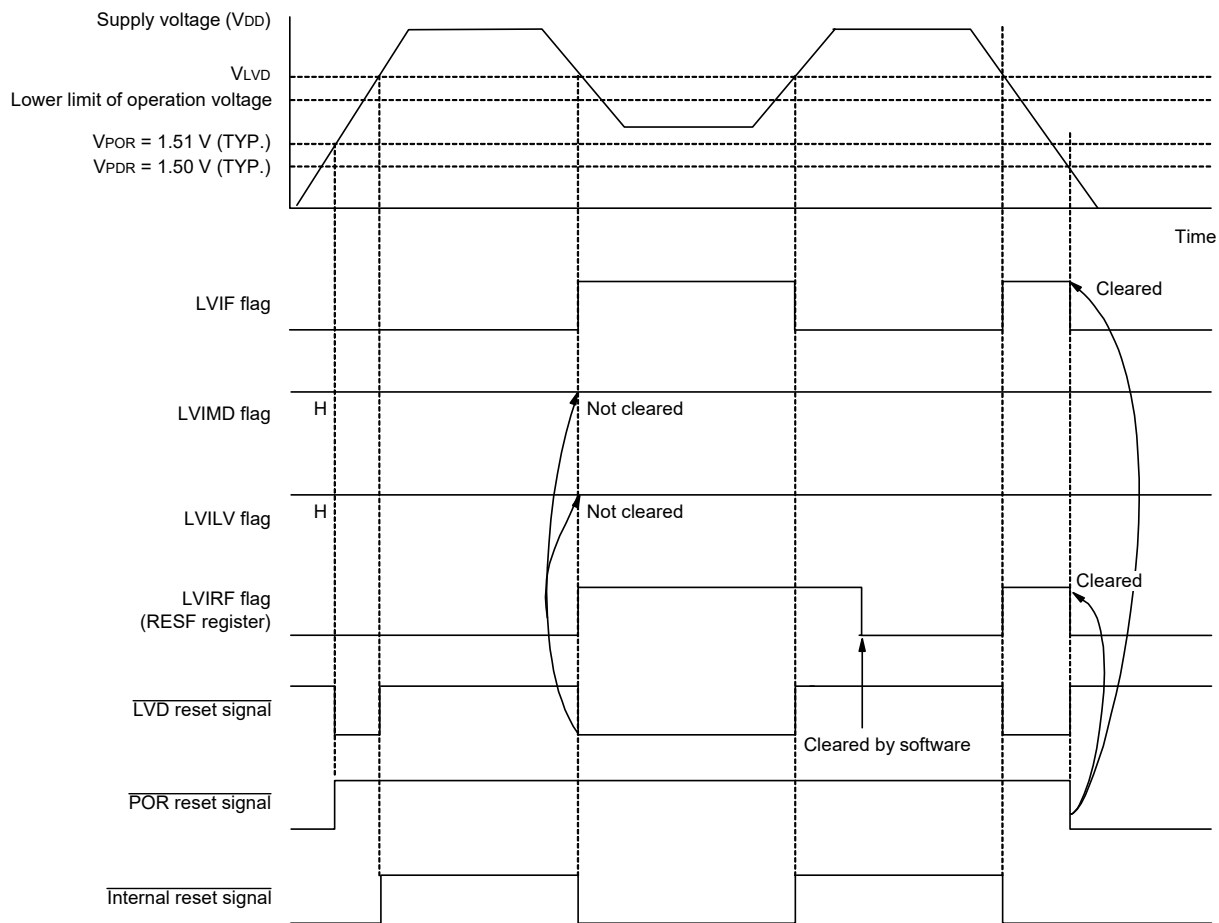 Supply voltage (VDD)
VLVD
Lower limit of operation voltage
VPOR = 1.51 V (TYP.)
VPDR = 1.50 V (TYP.)
Time
LVIF flag
Cleared
LVIMD flag
H
Not cleared
LVILV flag
H
Not cleared
LVIRF flag
(RESF register)
Cleared
LVD reset signal
Cleared by software
POR reset signal
Internal reset signal